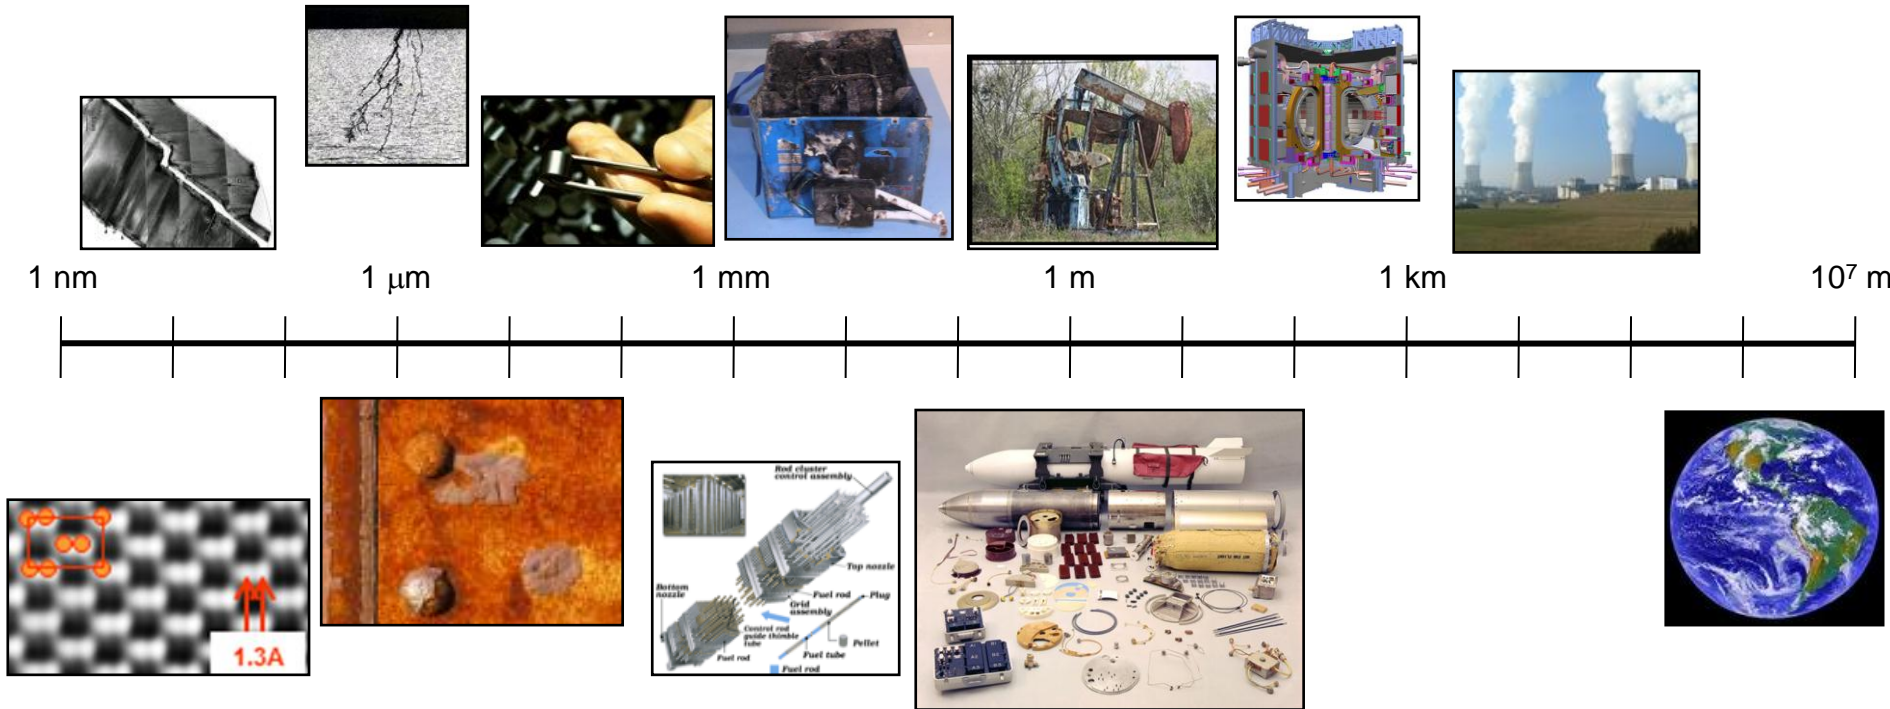 1 nm
1 μm
1 mm
1 m
1 km
10⁷ m
1.3A
Rod cluster
control assembly
Top nozzle
Bottom
nozzle
Fuel rod
Plug
Grid
assembly
Control rod
guide thimble
tube
Pellet
Fuel tube
Fuel rod
Fuel rod